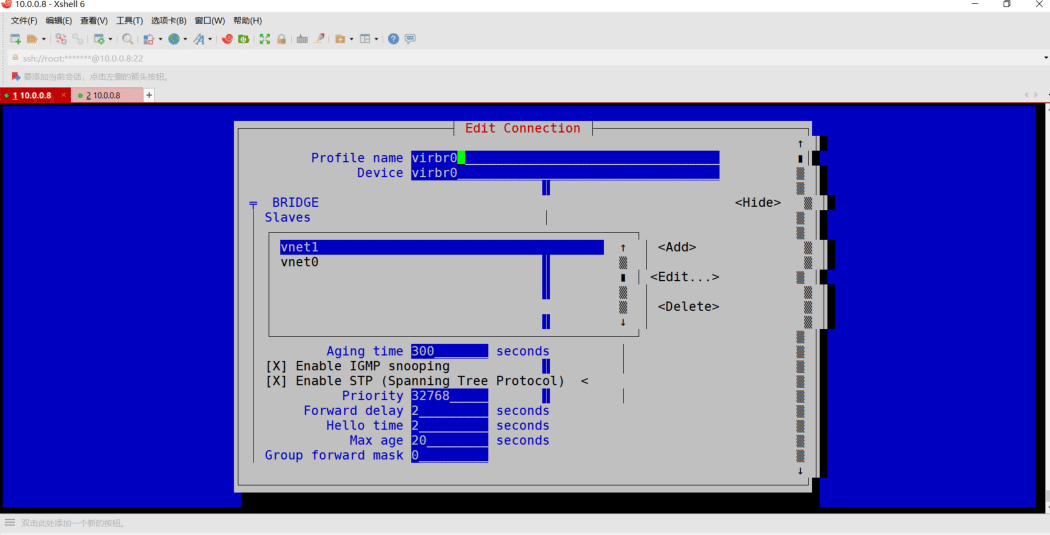 10.0.0.8 - Xshell 6
文件(F) 编辑(E) 查看(V) 工具(T) 选项卡(B) 窗口(W) 帮助(H)
ssh://root:*******@10.0.0.8:22
要添加当前会话，点击左侧的箭头按钮。
1 10.0.0.8 × 2 10.0.0.8 +
Edit Connection
Profile name virbr0
Device virbr0
BRIDGE <Hide>
Slaves
vnet1 <Add>
vnet0
<Edit...>
<Delete>
Aging time 300 seconds
[X] Enable IGMP snooping
[X] Enable STP (Spanning Tree Protocol) <
Priority 32768
Forward delay 2 seconds
Hello time 2 seconds
Max age 20 seconds
Group forward mask 0
双击此处添加一个新的按钮。